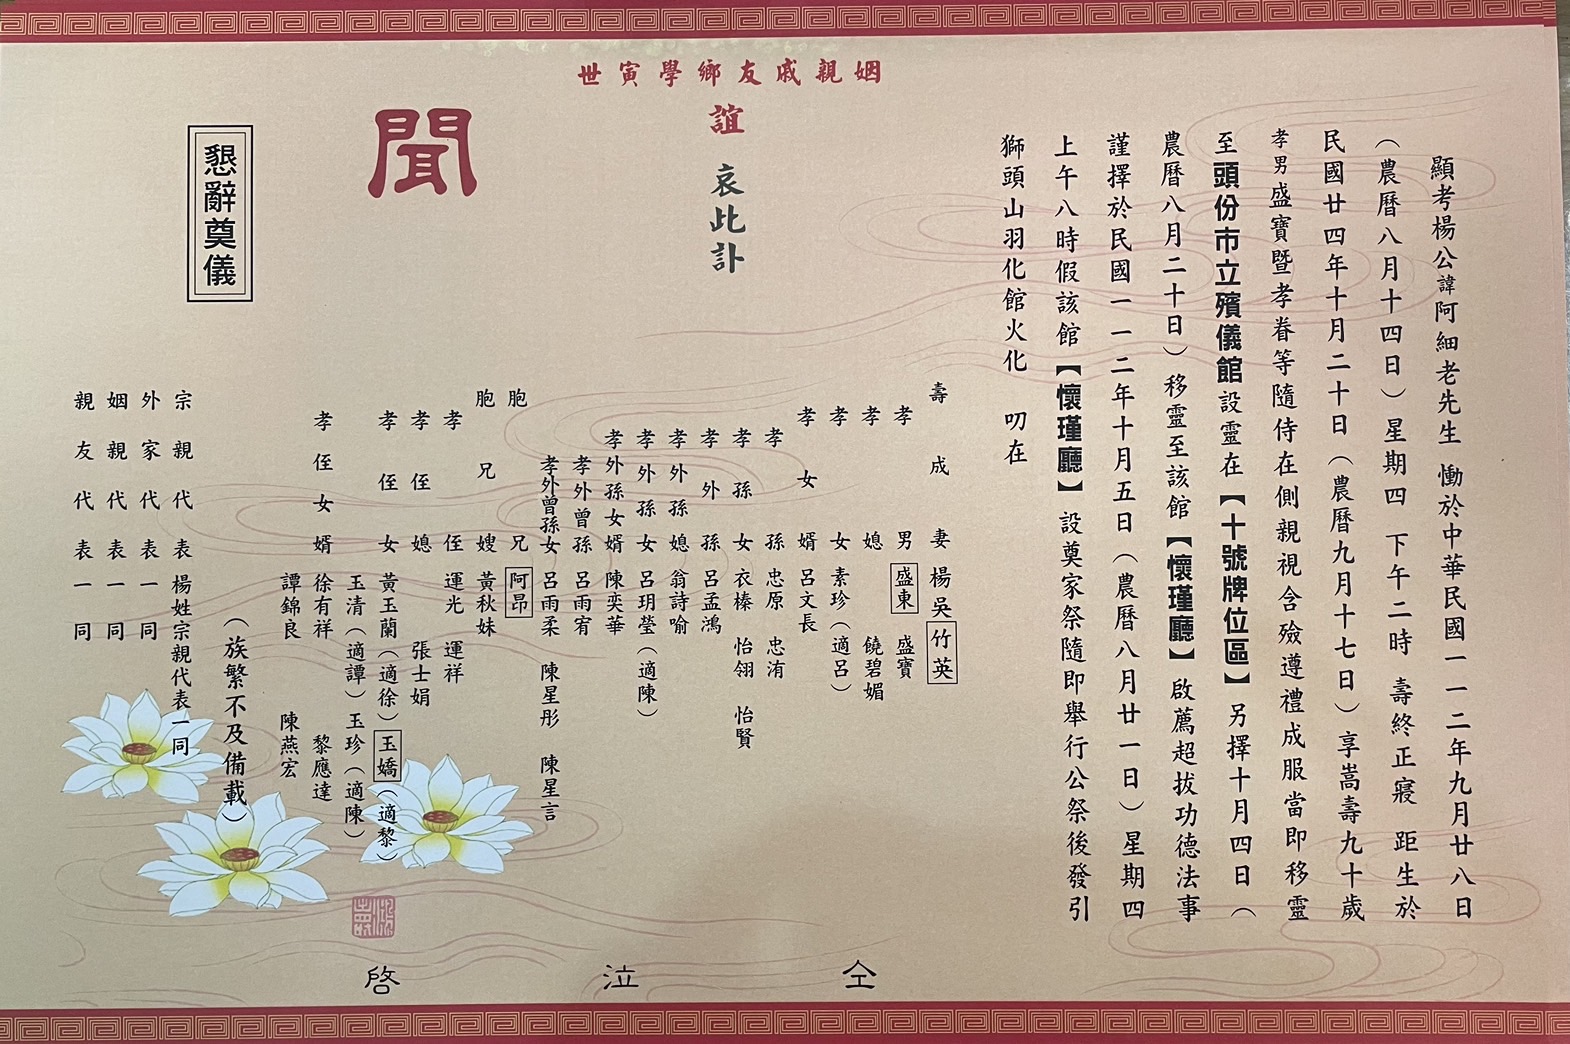 顯考楊公諱阿細老先生 慟於中華民國一一二年九月廿八日
（農曆八月十四日）星期四 下午二時 壽終正寢 距生於
民國廿四年十月二十日（農曆九月十七日）享嵩壽九十歲
孝男盛寶暨孝眷等隨侍在側親視含殮遵禮成服當即移靈
至頭份市立殯儀館設靈在【十號牌位區】另擇十月四日（
農曆八月二十日）移靈至該館【懷瑾廳】啟薦超拔功德法事
謹擇於民國一一二年十月五日（農曆八月廿一日）星期四
上午八時假該館【懷瑾廳】設奠家祭隨即舉行公祭後發引
獅頭山羽化館火化 叨在
世寅學鄉友戚親姻
誼 哀此訃
聞
懇辭奠儀
壽成妻 楊吳竹英
孝男 盛東 盛寶
孝媳 饒碧媚
孝女 素珍（適呂）
孝女婿 呂文長
孝孫 忠原 忠洧
孝孫女 衣榛 怡翎 怡賢
孝外孫 呂孟鴻
孝外孫媳 翁詩喻
孝外孫女 呂玥瑩（適陳）
孝外孫女婿 陳奕華
孝外曾孫 呂雨宥
孝外曾孫女 呂雨柔 陳星彤 陳星言
胞兄 阿昂
胞兄嫂 黃秋妹
孝侄 運光 運祥
孝侄媳 張士娟
孝侄女 黃玉蘭（適徐）玉嬌（適黎）
玉清（適譚）玉珍（適陳）
孝侄女婿 徐有祥 黎應達
譚錦良 陳燕宏
（族繁不及備載）
宗親代表 楊姓宗親代表一同
外家代表一同
姻親代表一同
親友代表一同
仝 泣 啓